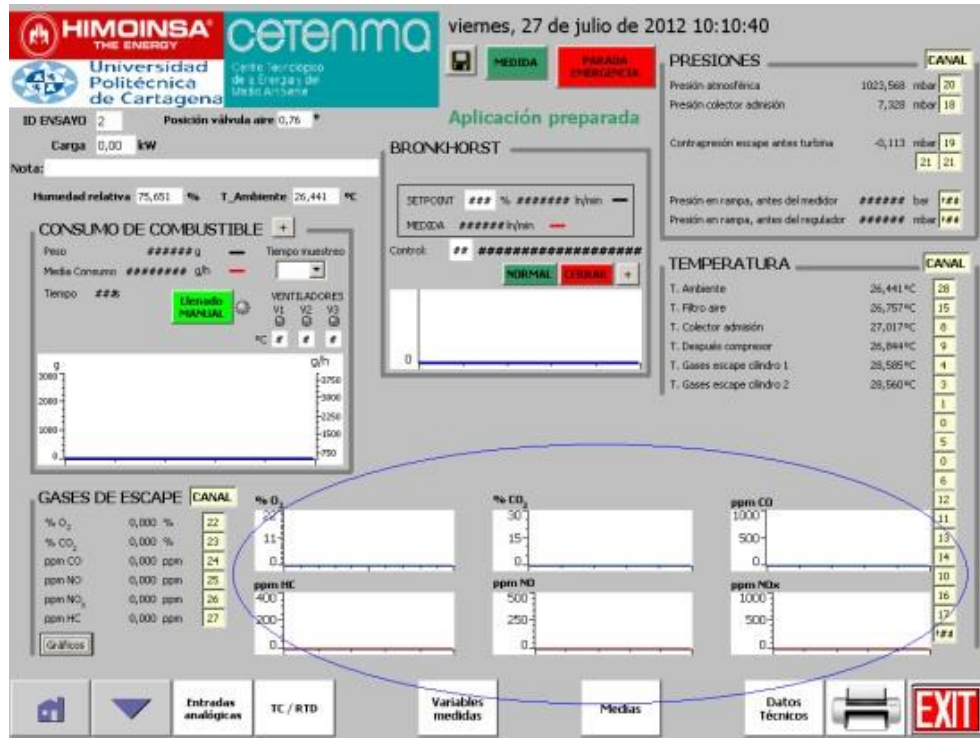 HIMOINSA®
THE ENERGY
cetenma
Centro Tecnológico
de la Energía y del
Medio Ambiente
Universidad
Politécnica
de Cartagena
viernes, 27 de julio de 2012 10:10:40
MEDIDA
PARADA
EMERGENCIA
Aplicación preparada
ID ENSAYO 2 Posición válvula aire 0,76 º
Carga 0,00 kW
Nota:
Humedad relativa 75,651 % T_Ambiente 26,441 ºC
CONSUMO DE COMBUSTIBLE +
Peso ###### g Tiempo muestreo
Media Consumo ######## g/h
Tiempo ###s
Llenado
MANUAL
VENTILADORES
V1 V2 V3
ºC # # #
g g/h
3000 3750
2000 3000
1000 2250
0 1500
750
BRONKHORST
SETPOINT ### % ####### ln/min
MEDIDA ###### ln/min
Control: ## ###################
NORMAL CERRAR +
0
PRESIONES CANAL
Presión atmosférica 1023,568 mbar 20
Presión colector admisión 7,328 mbar 18
Contrapresión escape antes turbina -0,113 mbar 19
21 21
Presión en rampa, antes del medidor ###### bar ###
Presión en rampa, antes del regulador ###### mbar ###
TEMPERATURA CANAL
T. Ambiente 26,441ºC 28
T. Filtro aire 26,757ºC 15
T. Colector admisión 27,017ºC 8
T. Después compresor 26,844ºC 9
T. Gases escape cilindro 1 28,585ºC 4
T. Gases escape cilindro 2 28,560ºC 3
1
0
5
0
6
12
11
13
14
10
16
17
###
GASES DE ESCAPE CANAL
% O₂ 0,000 % 22
% CO₂ 0,000 % 23
ppm CO 0,000 ppm 24
ppm NO 0,000 ppm 25
ppm NOₓ 0,000 ppm 26
ppm HC 0,000 ppm 27
Gráficos
% O₂
22
11
0
% CO₂
30
15
0
ppm CO
1000
500
0
ppm HC
400
200
0
ppm NO
500
250
0
ppm NOx
1000
500
0
Entradas
analógicas
TC / RTD
Variables
medidas
Medias
Datos
Técnicos
EXIT